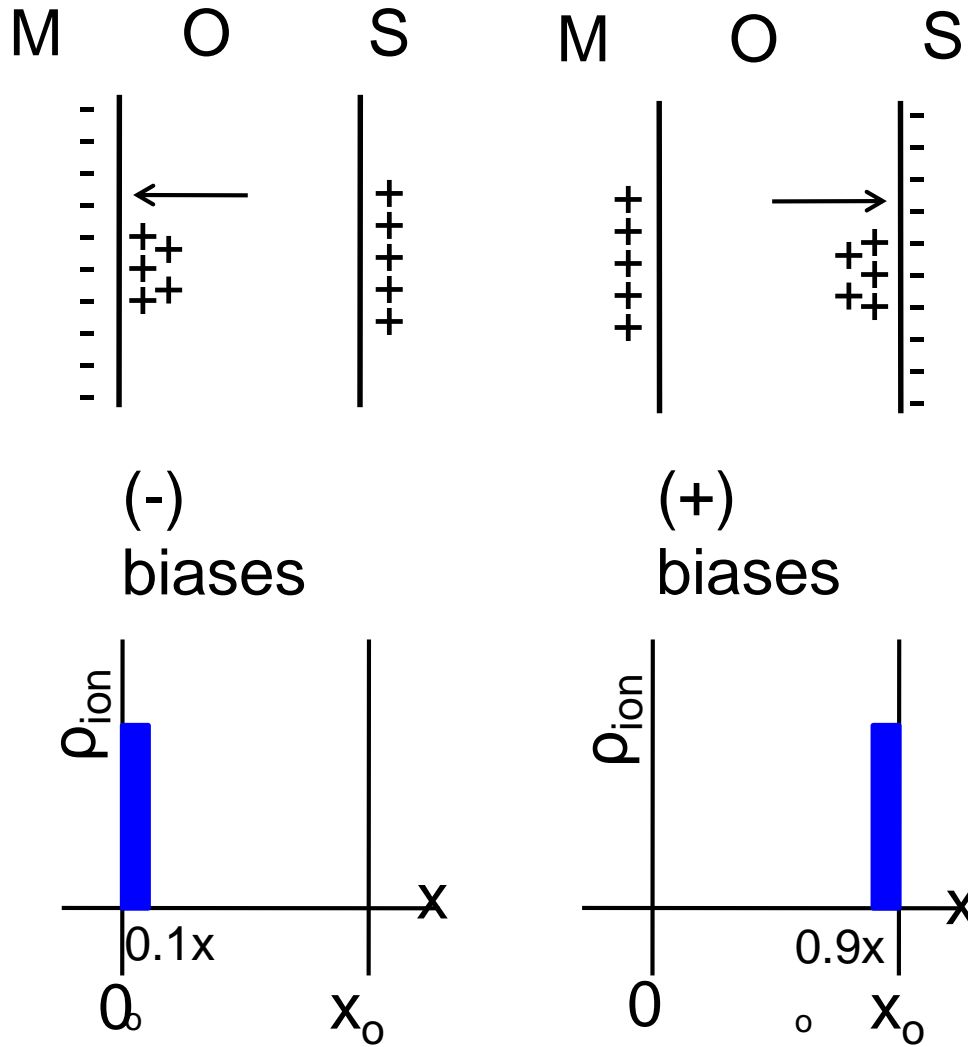 M O S M O S
- + + - 
(-) (+)
biases biases
ρion ρion
x x
0.1x 0.9x
0 o xo 0 o xo